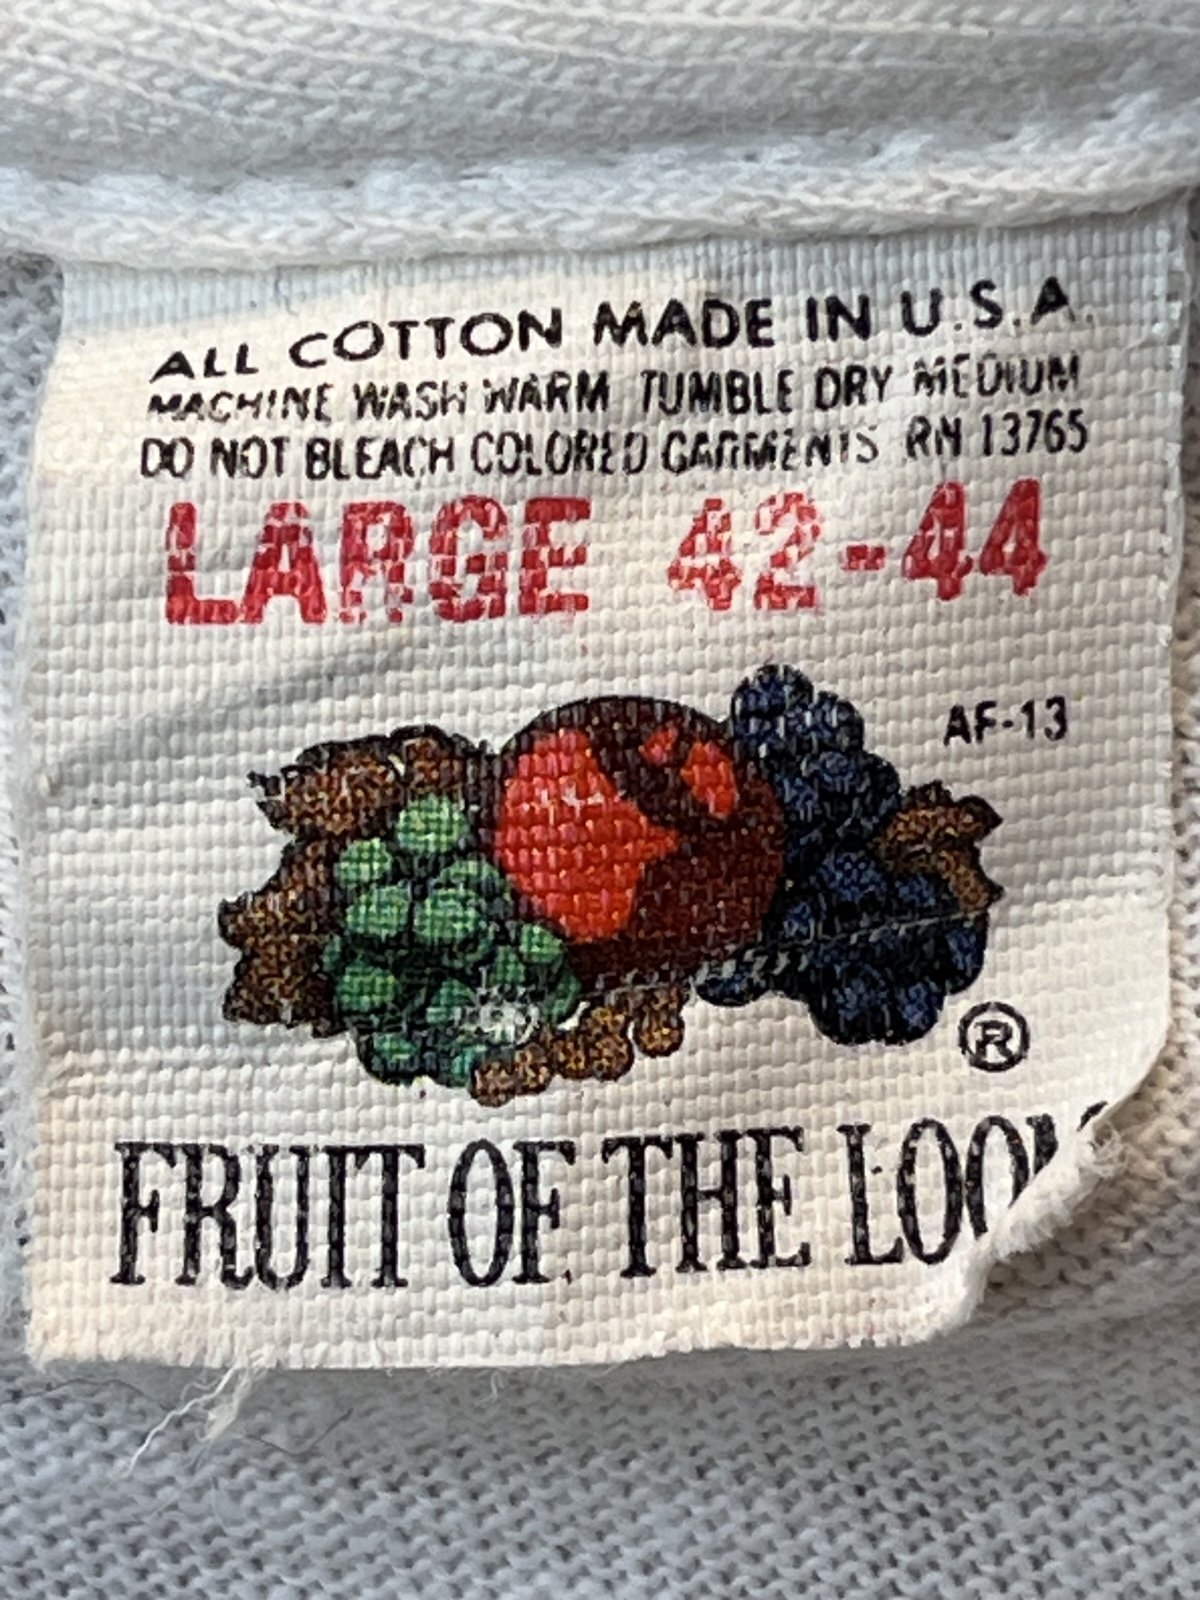 ALL COTTON MADE IN U.S.A.
MACHINE WASH WARM TUMBLE DRY MEDIUM
DO NOT BLEACH COLORED GARMENTS RN 13765
LARGE 42-44
AF-13
®
FRUIT OF THE LOOM